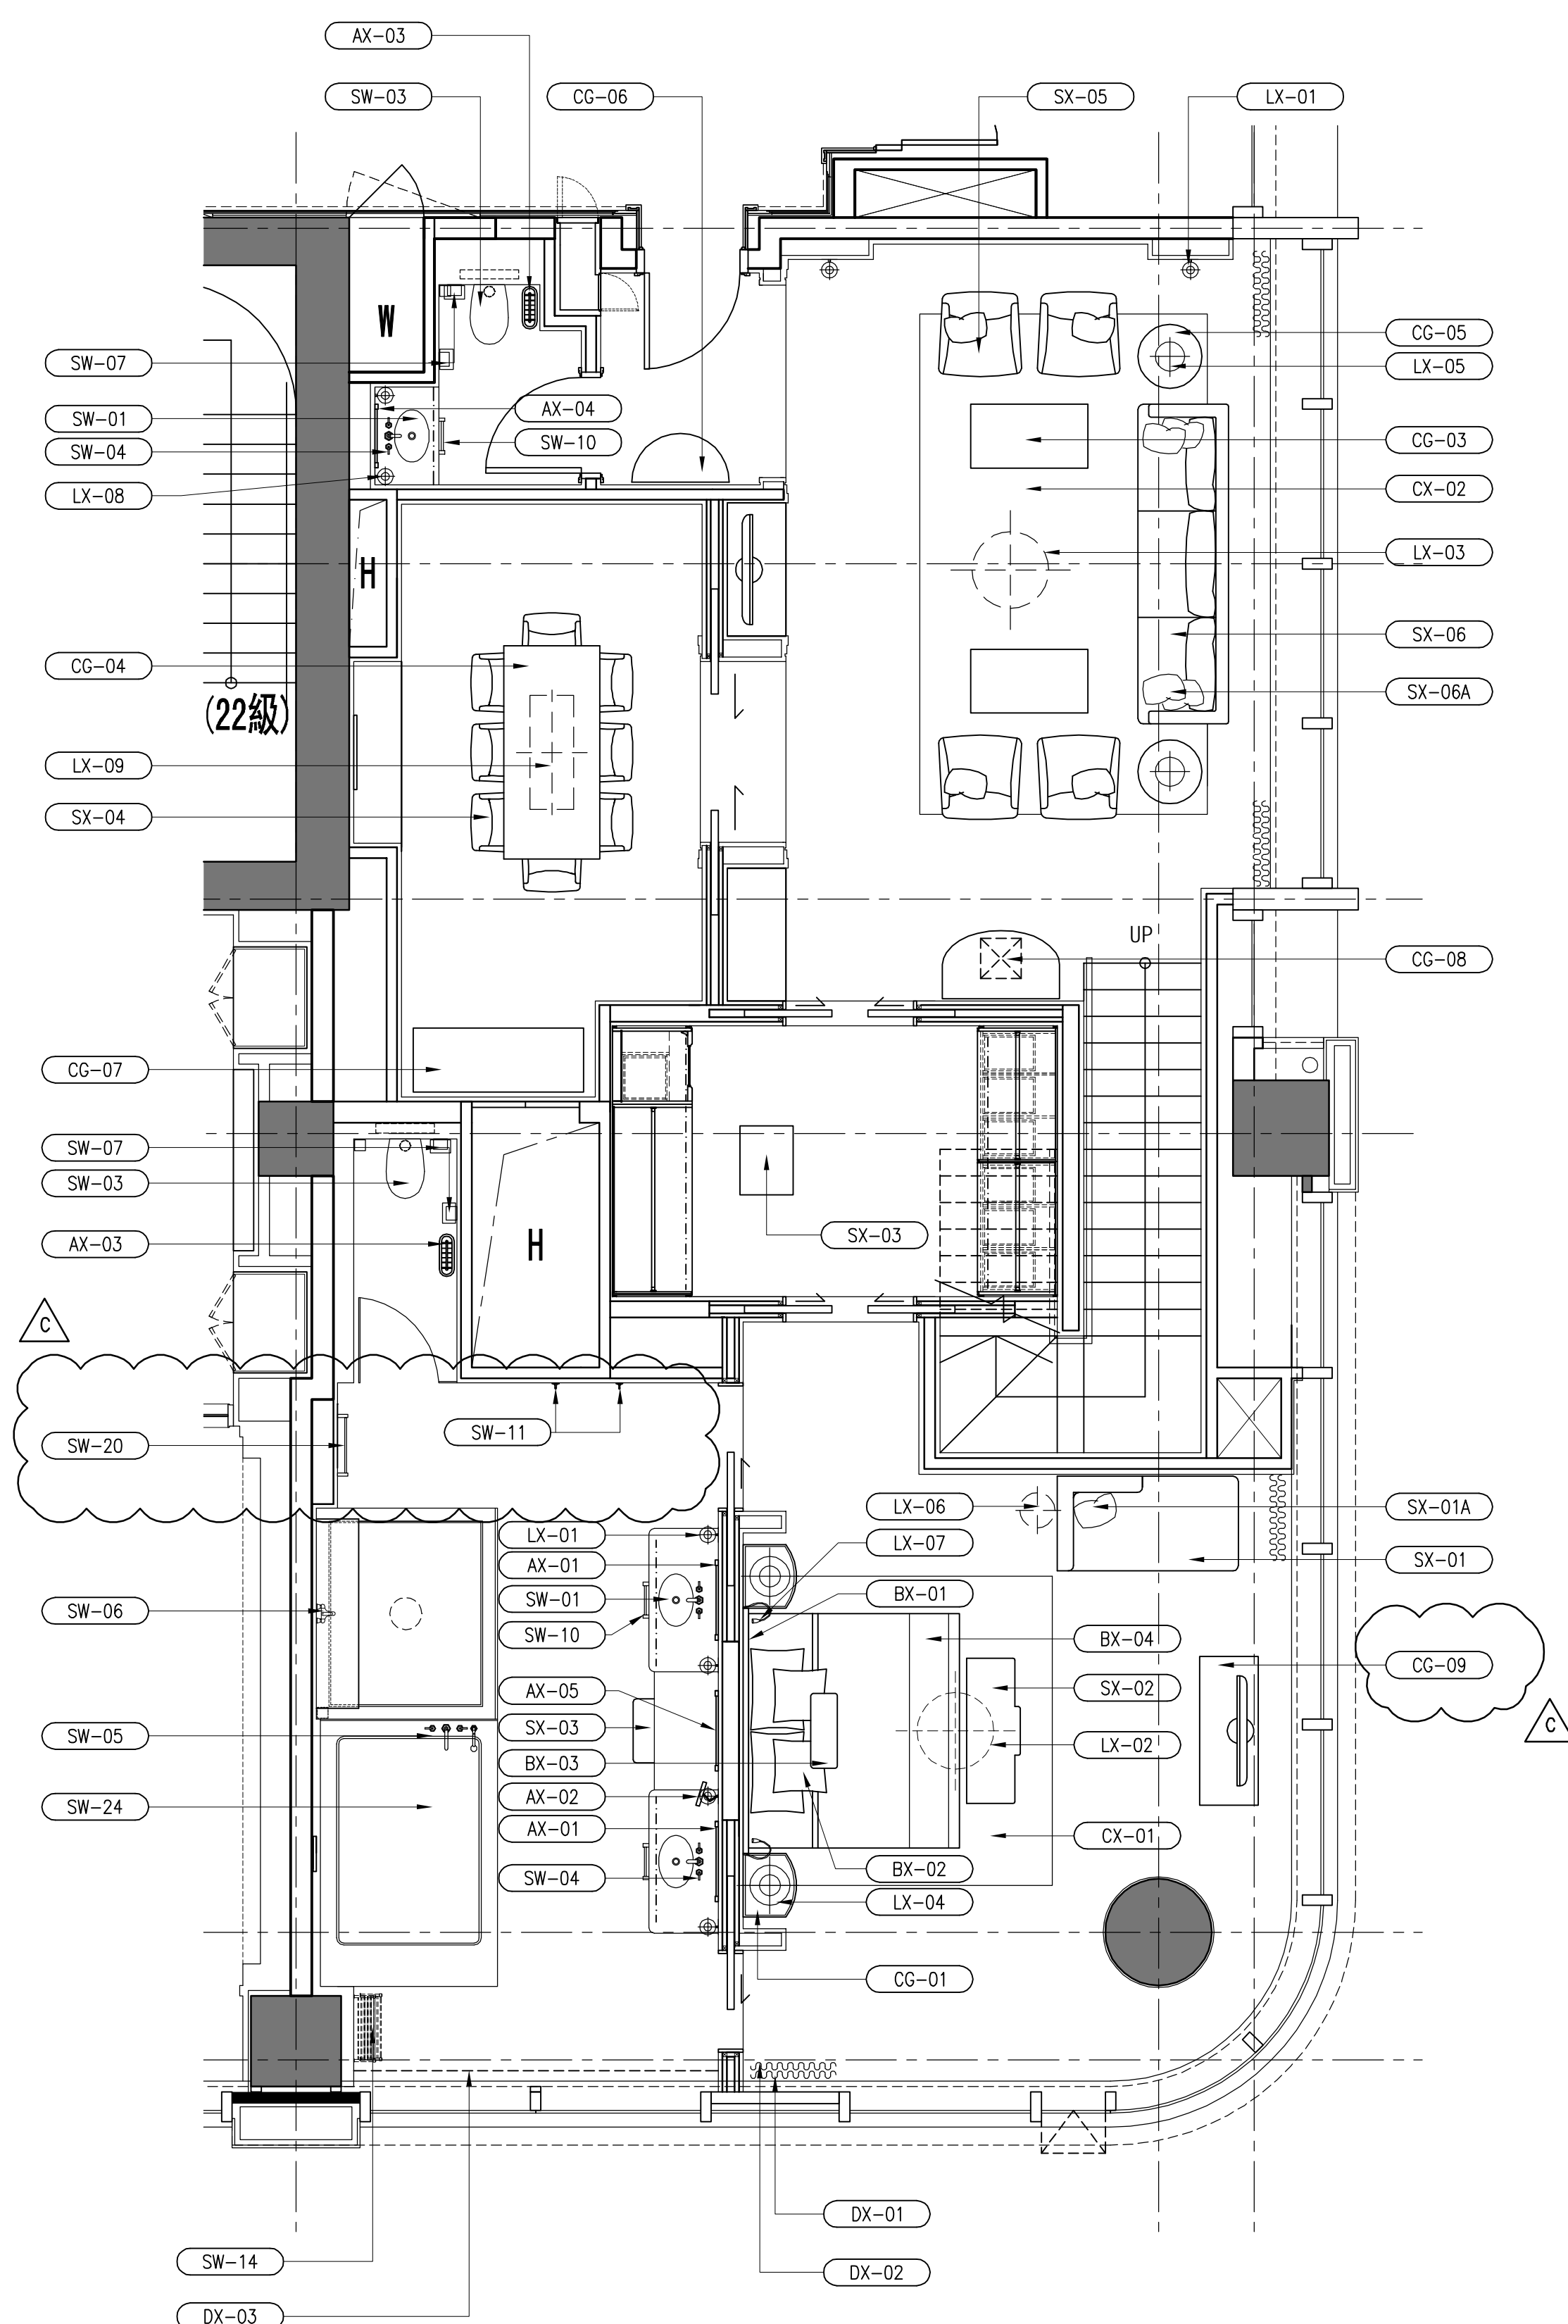 AX-03
SW-03
CG-06
SX-05
LX-01
W
SW-07
CG-05
LX-05
SW-01
AX-04
SW-04
SW-10
CG-03
LX-08
CX-02
H
LX-03
SX-06
CG-04
SX-06A
(22級)
LX-09
SX-04
UP
CG-08
CG-07
SW-07
SW-03
AX-03
SX-03
H
C
SW-20
SW-11
LX-06
SX-01A
LX-01
LX-07
AX-01
SX-01
SW-01
BX-01
SW-06
SW-10
BX-04
CG-09
AX-05
SX-02
SX-03
C
SW-05
LX-02
BX-03
AX-02
SW-24
AX-01
CX-01
SW-04
BX-02
LX-04
CG-01
DX-01
SW-14
DX-02
DX-03